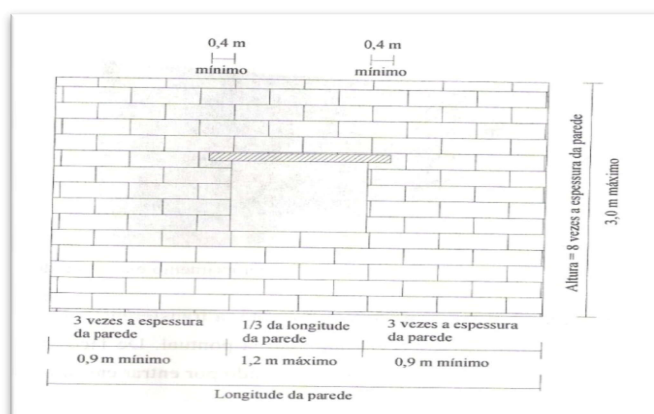 0,4 m
mínimo
0,4 m
mínimo
Altura = 8 vezes a espessura da parede
3,0 m máximo
3 vezes a espessura
da parede
0,9 m mínimo
1/3 da longitude
da parede
1,2 m máximo
3 vezes a espessura
da parede
0,9 m mínimo
Longitude da parede